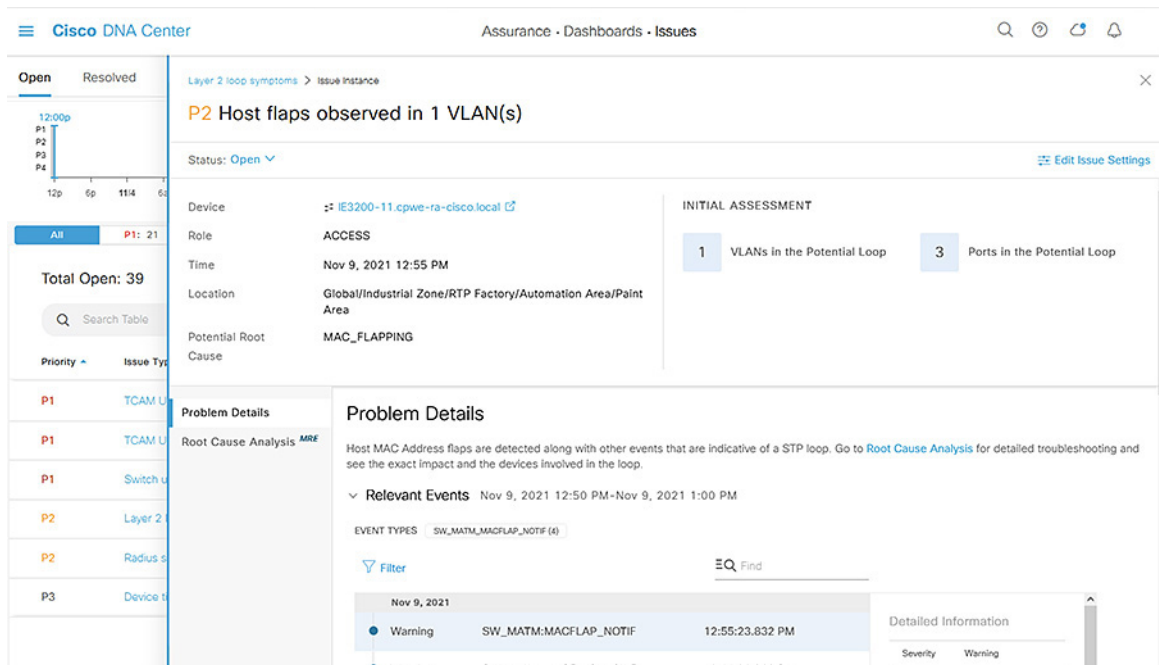 Cisco DNA Center
Assurance · Dashboards · Issues
Open Resolved
12:00p
P1
P2
P3
P4
12p 6p 11/4
All P1: 21
Total Open: 39
Search Table
Priority Issue
P1 TCAM
P1 TCAM
P1 Switch
P2 Layer 2
P2 Radius
P3 Device
Layer 2 loop symptoms > Issue Instance
P2 Host flaps observed in 1 VLAN(s)
Status: Open
Edit Issue Settings
Device IE3200-11.cpwe-ra-cisco.local
Role ACCESS
Time Nov 9, 2021 12:55 PM
Location Global/Industrial Zone/RTP Factory/Automation Area/Paint
Area
Potential Root MAC_FLAPPING
Cause
INITIAL ASSESSMENT
1 VLANs in the Potential Loop 3 Ports in the Potential Loop
Problem Details
Root Cause Analysis MRE
Problem Details
Host MAC Address flaps are detected along with other events that are indicative of a STP loop. Go to Root Cause Analysis for detailed troubleshooting and
see the exact impact and the devices involved in the loop.
Relevant Events Nov 9, 2021 12:50 PM-Nov 9, 2021 1:00 PM
EVENT TYPES SW_MATM_MACFLAP_NOTIF (4)
Filter
Find
Nov 9, 2021
Warning SW_MATM:MACFLAP_NOTIF 12:55:23.832 PM
Detailed Information
Severity Warning